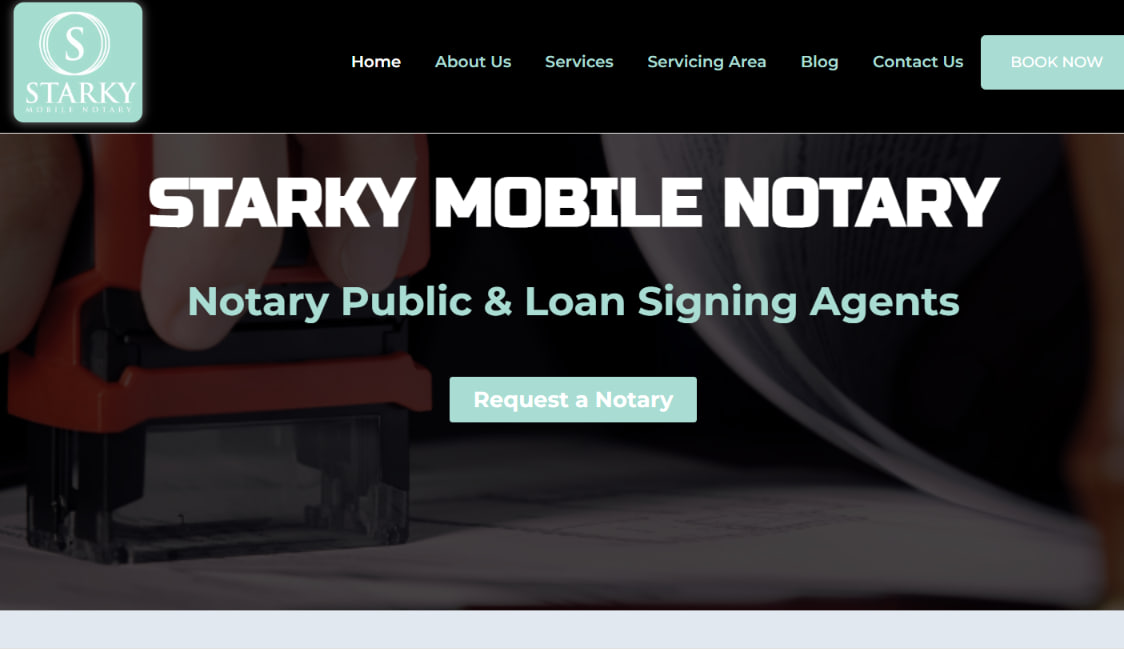 S
STARKY
MOBILE NOTARY
Home
About Us
Services
Servicing Area
Blog
Contact Us
BOOK NOW
STARKY MOBILE NOTARY
Notary Public & Loan Signing Agents
Request a Notary